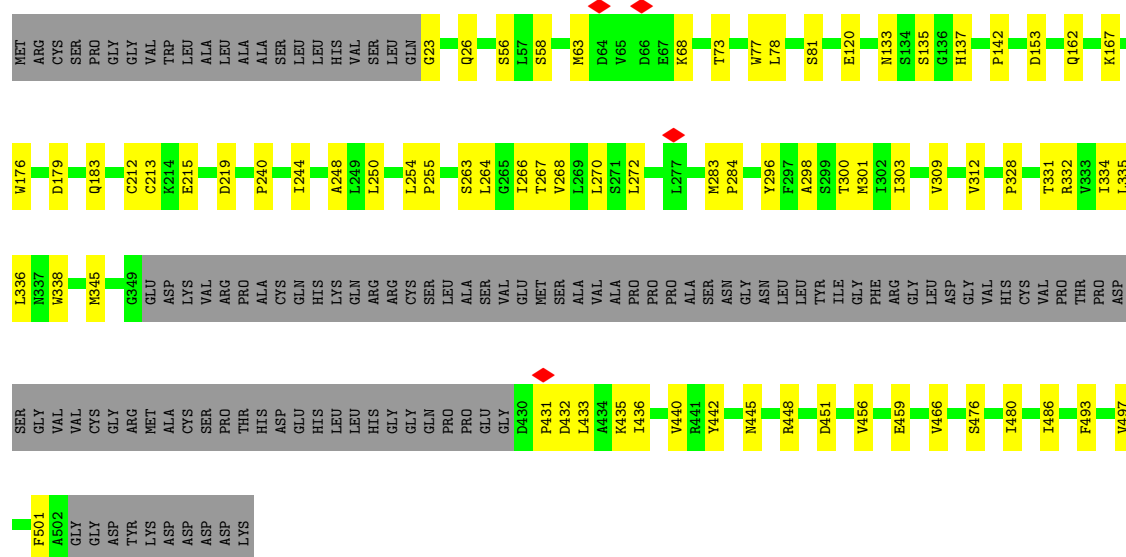 MET ARG CYS SER PRO GLY GLY VAL TRP LEU ALA LEU ALA ALA SER LEU LEU HIS VAL SER LEU GLN G23 Q26 S56 L57 S58 M63 D64 V65 D66 E67 K68 T73 W77 L78 S81 E120 N133 S134 S135 G136 H137 P142 D153 Q162 K167
W176 D179 Q183 C212 C213 K214 E215 D219 P240 I244 A248 L249 L250 L254 P255 S263 L264 G265 I266 T267 V268 L269 L270 S271 L272 L277 M283 P284 Y296 F297 A298 S299 T300 M301 I302 I303 V309 V312 P328 T331 R332 V333 I334 L335
L336 N337 W338 M345 G349 GLU ASP LYS VAL ARG PRO ALA CYS GLN HIS LYS GLN ARG ARG CYS SER LEU ALA SER VAL GLU MET SER ALA VAL ALA PRO PRO PRO ALA SER ASN GLY ASN LEU LEU TYR ILE GLY PHE ARG GLY LEU ASP GLY VAL HIS CYS VAL PRO THR PRO ASP
SER GLY VAL VAL CYS GLY ARG MET ALA CYS SER PRO THR HIS ASP GLU HIS LEU LEU HIS GLY GLY GLN PRO PRO GLU GLY D430 P431 D432 L433 A434 K435 I436 V440 R441 Y442 N445 R448 D451 V456 E459 V466 S476 I480 I486 F493 V497
F501 A502 GLY GLY ASP TYR LYS ASP ASP ASP ASP LYS